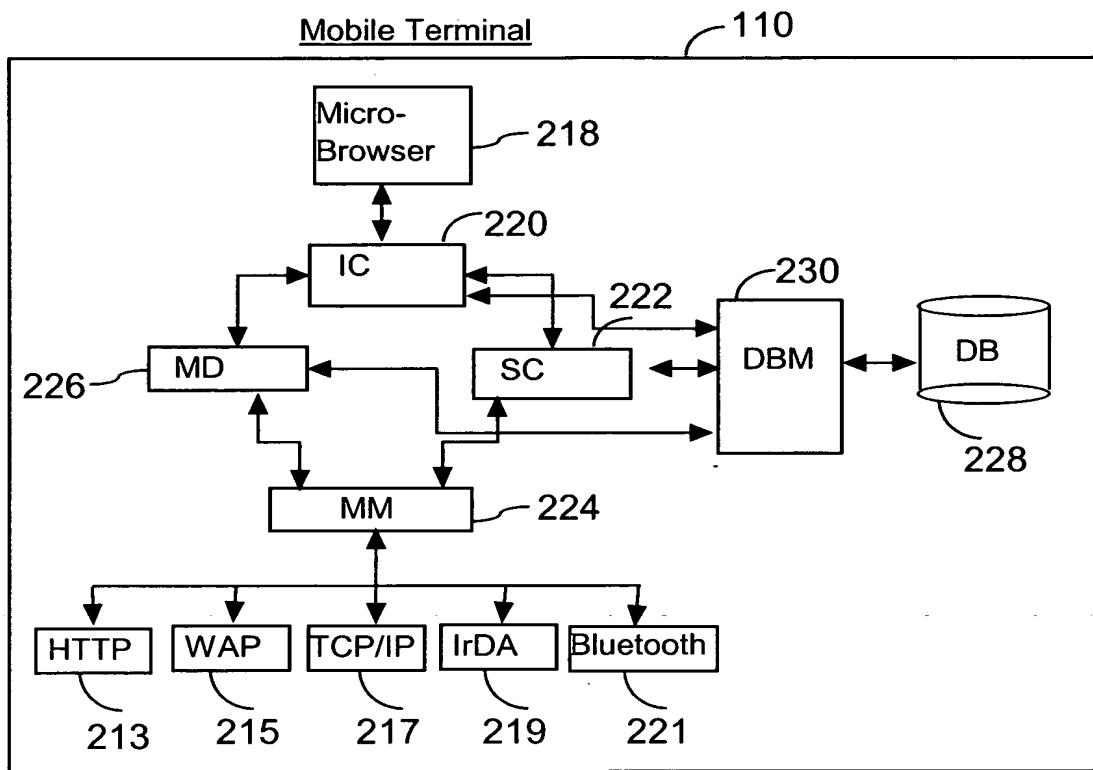 Mobile Terminal
110
Micro-
Browser
218
220
IC
230
222
MD
SC
DBM
DB
226
228
MM
224
HTTP
WAP
TCP/IP
IrDA
Bluetooth
213
215
217
219
221